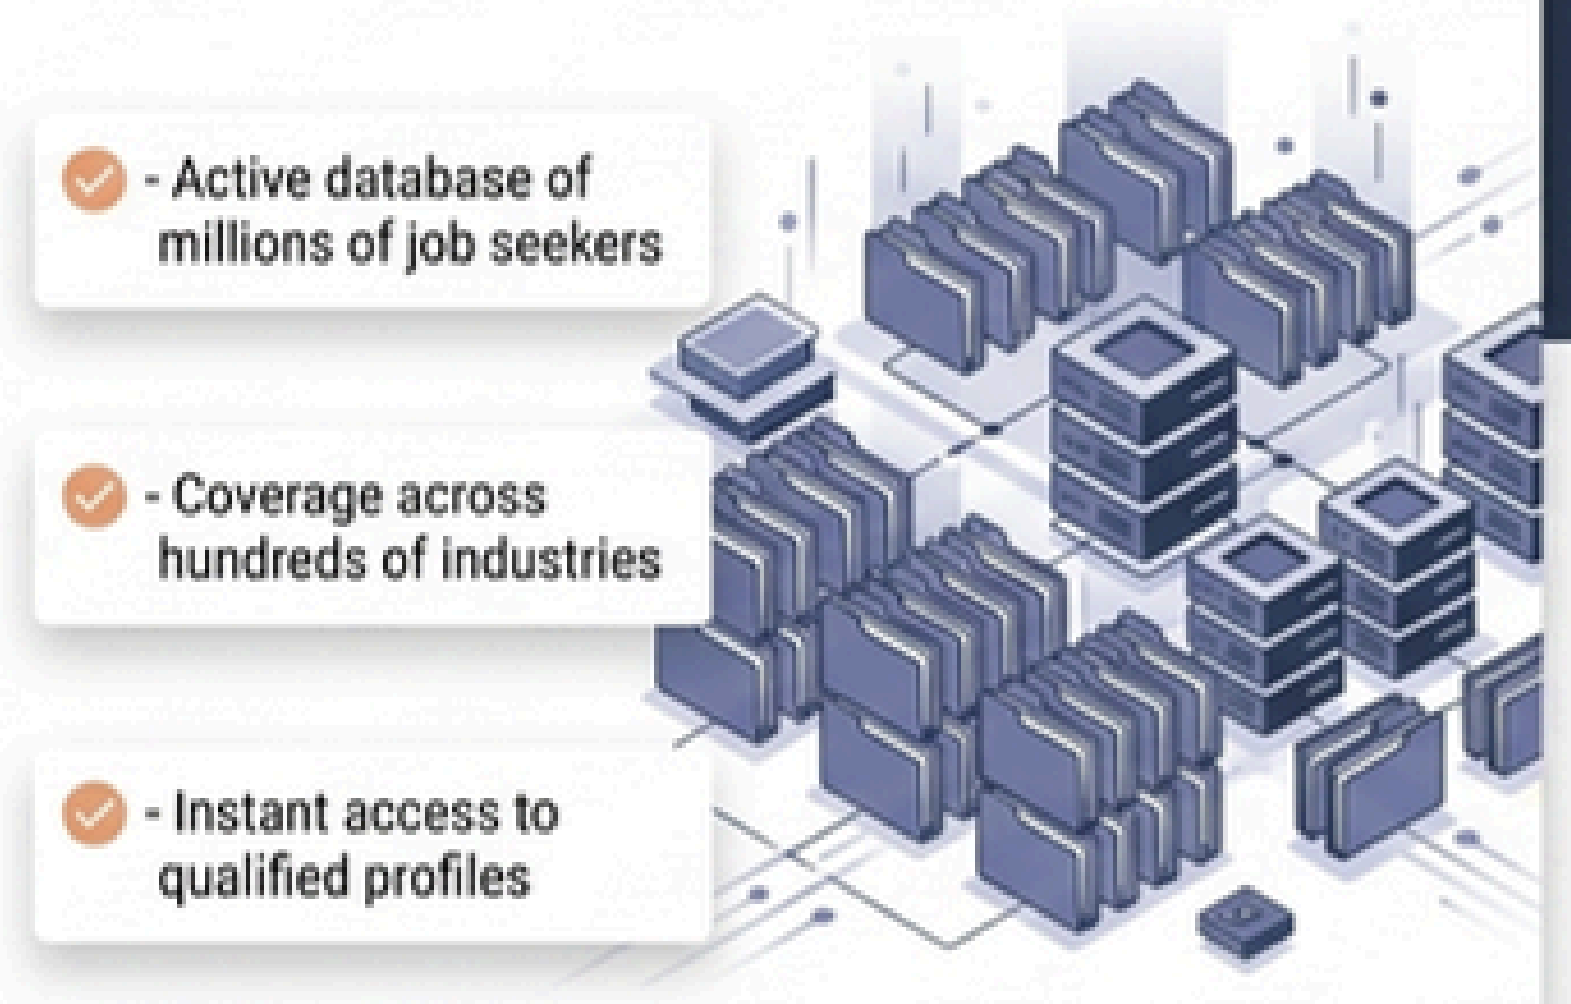 - Active database of
millions of job seekers
- Coverage across
hundreds of industries
- Instant access to
qualified profiles